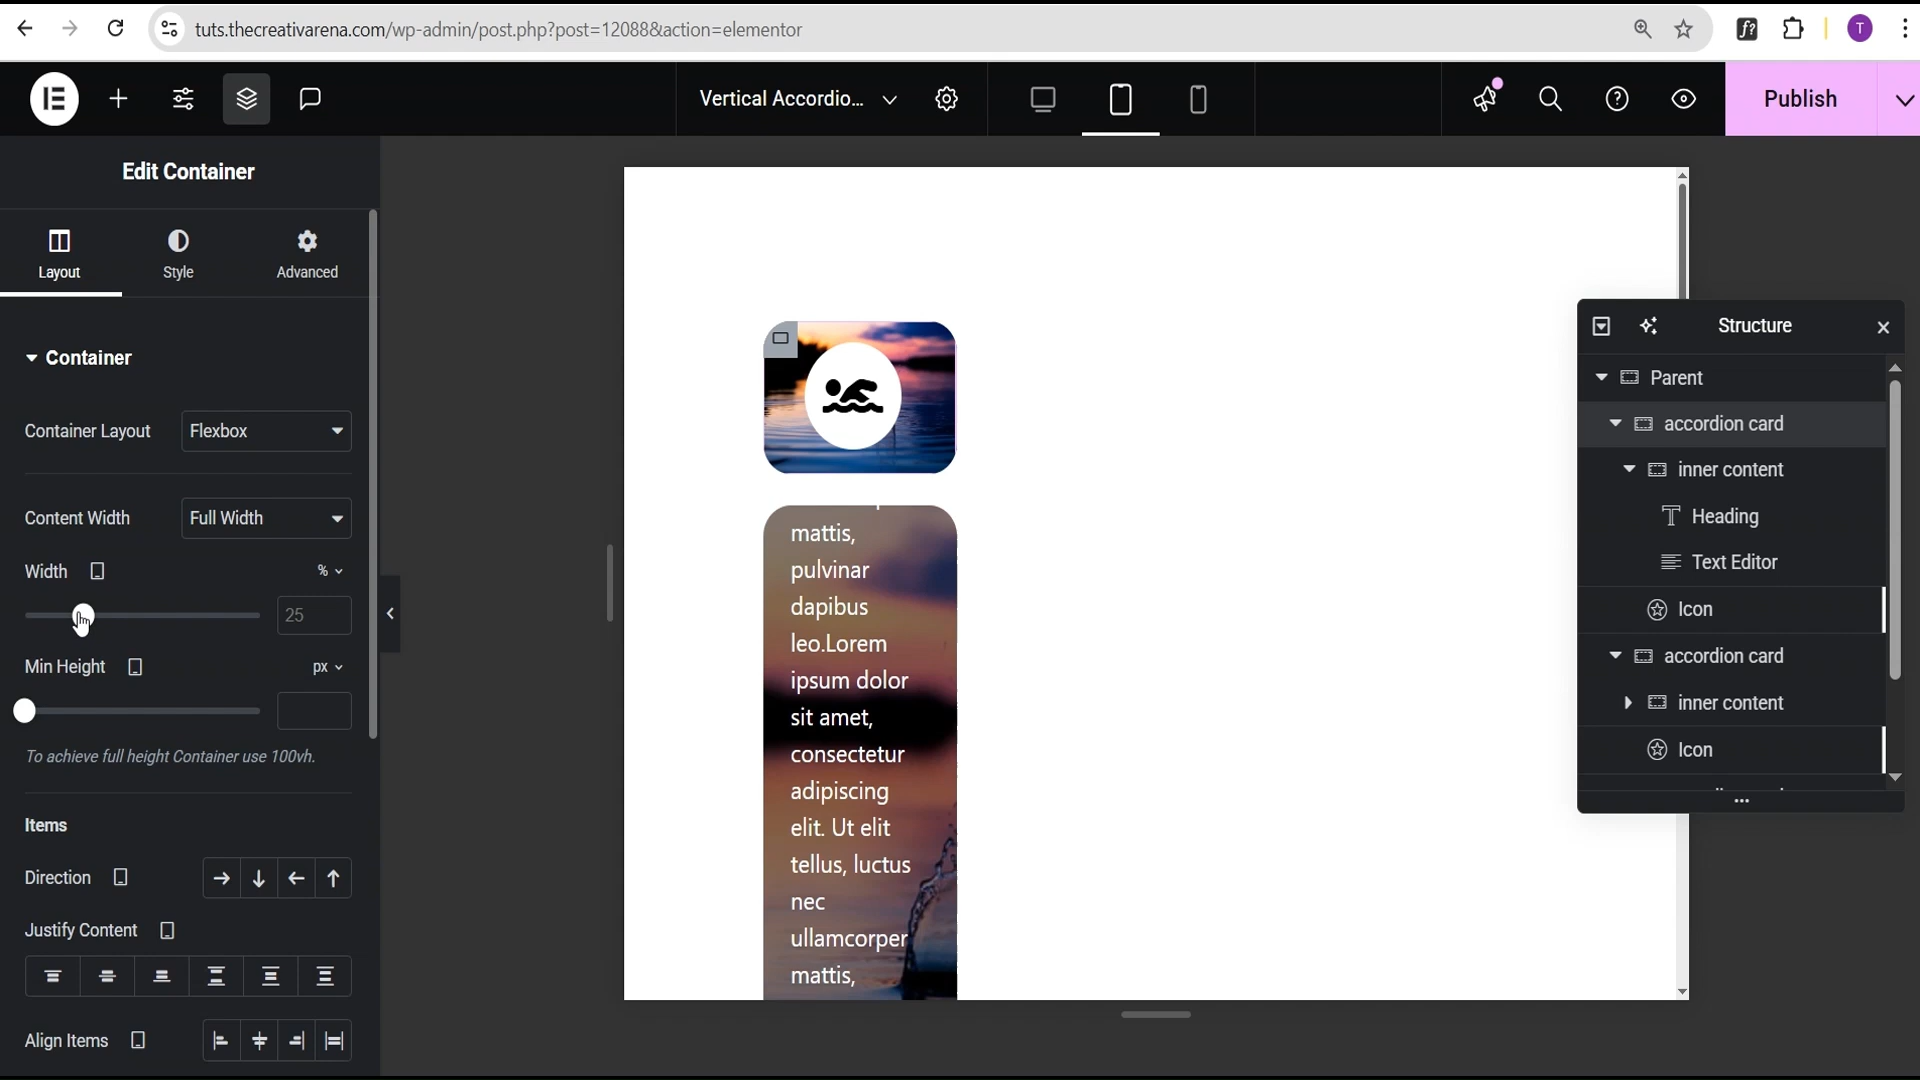 tuts.thecreativarena.com/wp-admin/post.php?post=12088&action=elementor
f?
T
Vertical Accordio...
Publish
Edit Container
Layout
Style
Advanced
Container
Container Layout
Flexbox
Content Width
Full Width
Width
%
25
Min Height
px
To achieve full height Container use 100vh.
Items
Direction
Justify Content
Align Items
mattis,
pulvinar
dapibus
leo.Lorem
ipsum dolor
sit amet,
consectetur
adipiscing
elit. Ut elit
tellus, luctus
nec
ullamcorper
mattis,
Structure
Parent
accordion card
inner content
Heading
Text Editor
Icon
accordion card
inner content
Icon